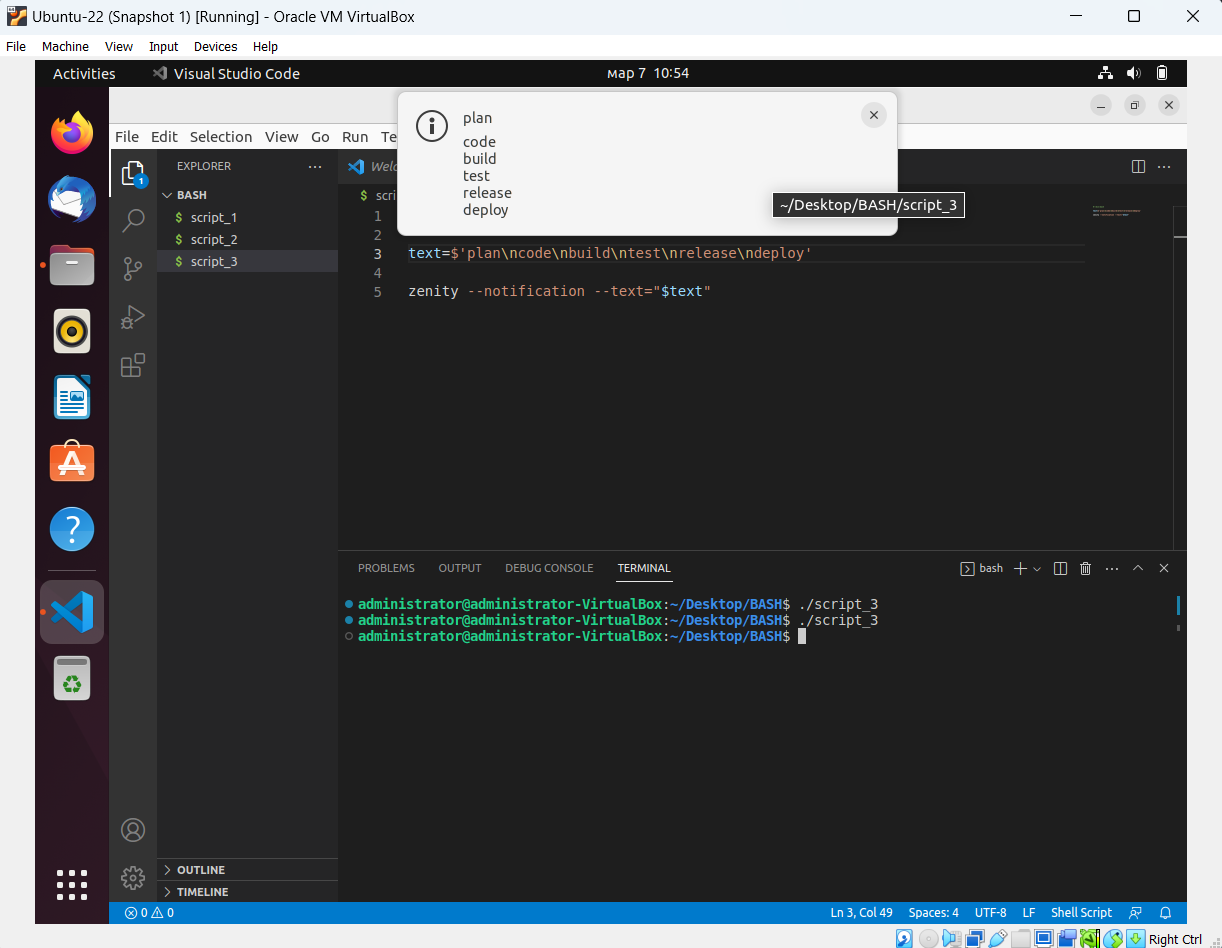 Ubuntu-22 (Snapshot 1) [Running] - Oracle VM VirtualBox
File Machine View Input Devices Help
Activities Visual Studio Code мар 7 10:54
File Edit Selection View Go Run Te
plan
code
build
test
release
deploy
~/Desktop/BASH/script_3
EXPLORER
BASH
$ script_1
$ script_2
$ script_3
OUTLINE
TIMELINE
Welc
$ scri
1
2
3 text=$'plan\ncode\nbuild\ntest\nrelease\ndeploy'
4
5 zenity --notification --text="$text"
PROBLEMS OUTPUT DEBUG CONSOLE TERMINAL bash
administrator@administrator-VirtualBox:~/Desktop/BASH$ ./script_3
administrator@administrator-VirtualBox:~/Desktop/BASH$ ./script_3
administrator@administrator-VirtualBox:~/Desktop/BASH$
1
0 0 Ln 3, Col 49 Spaces: 4 UTF-8 LF Shell Script
Right Ctrl